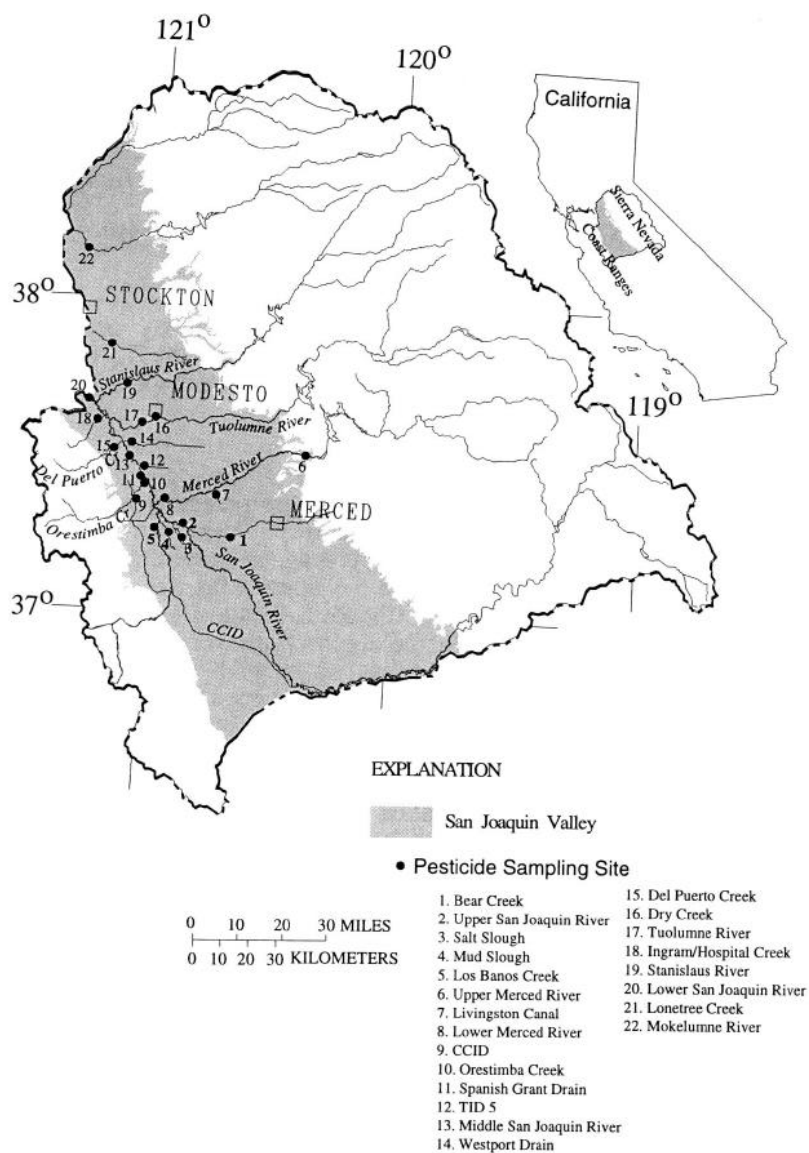 121°
120°
California
Sierra Nevada
Coast Ranges
22
38°
STOCKTON
21
Stanislaus River
20
19
MODESTO
119°
18
17
16
Tuolumne River
15
14
13
12
Del Puerto Cr
6
11
10
Merced River
7
9
8
MERCED
Orestimba Cr
2
5
4
3
1
San Joaquin River
37°
CCID
EXPLANATION
San Joaquin Valley
Pesticide Sampling Site
0 10 20 30 MILES
0 10 20 30 KILOMETERS
1. Bear Creek
2. Upper San Joaquin River
3. Salt Slough
4. Mud Slough
5. Los Banos Creek
6. Upper Merced River
7. Livingston Canal
8. Lower Merced River
9. CCID
10. Orestimba Creek
11. Spanish Grant Drain
12. TID 5
13. Middle San Joaquin River
14. Westport Drain
15. Del Puerto Creek
16. Dry Creek
17. Tuolumne River
18. Ingram/Hospital Creek
19. Stanislaus River
20. Lower San Joaquin River
21. Lonetree Creek
22. Mokelumne River